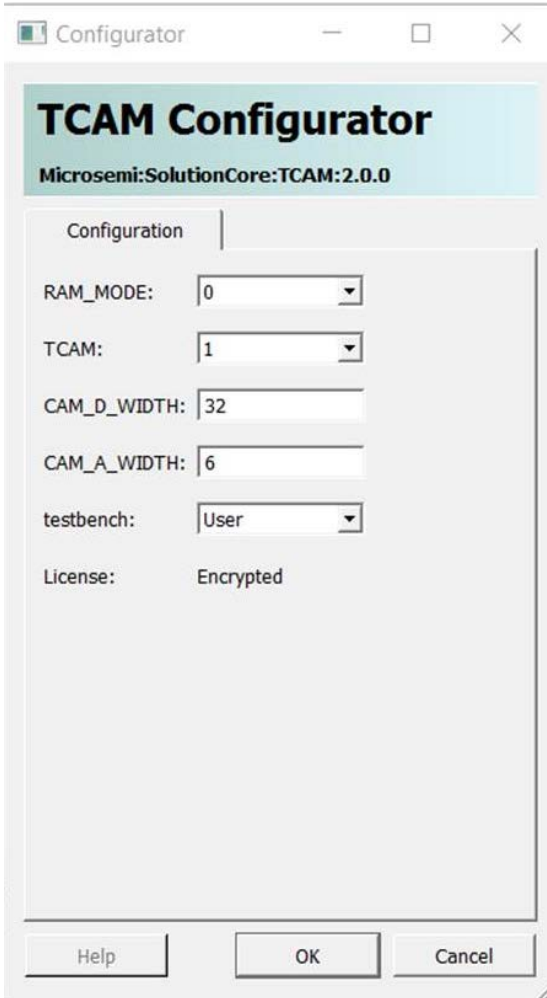 Configurator
TCAM Configurator
Microsemi:SolutionCore:TCAM:2.0.0
Configuration
RAM_MODE: 0
TCAM: 1
CAM_D_WIDTH: 32
CAM_A_WIDTH: 6
testbench: User
License: Encrypted
Help OK Cancel